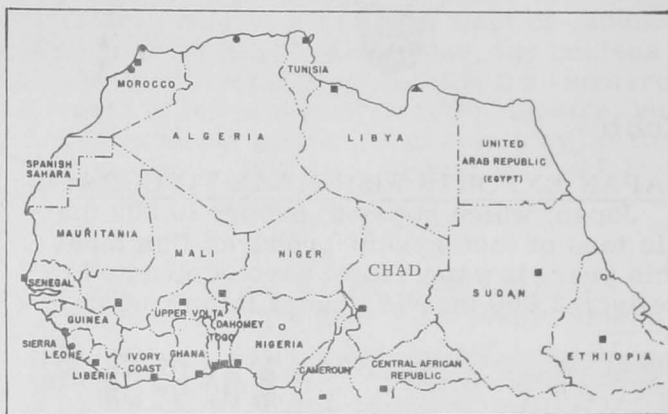 TUNISIA
MOROCCO
ALGERIA
LIBYA
UNITED
ARAB REPUBLIC
(EGYPT)
SPANISH
SAHARA
MAURITANIA
MALI
NIGER
CHAD
SUDAN
SENEGAL
GUINEA
UPPER VOLTA
DAHOMEY
TOGO
NIGERIA
SIERRA
LEONE
IVORY
COAST
GHANA
LIBERIA
CAMEROUN
CENTRAL AFRICAN
REPUBLIC
ETHIOPIA